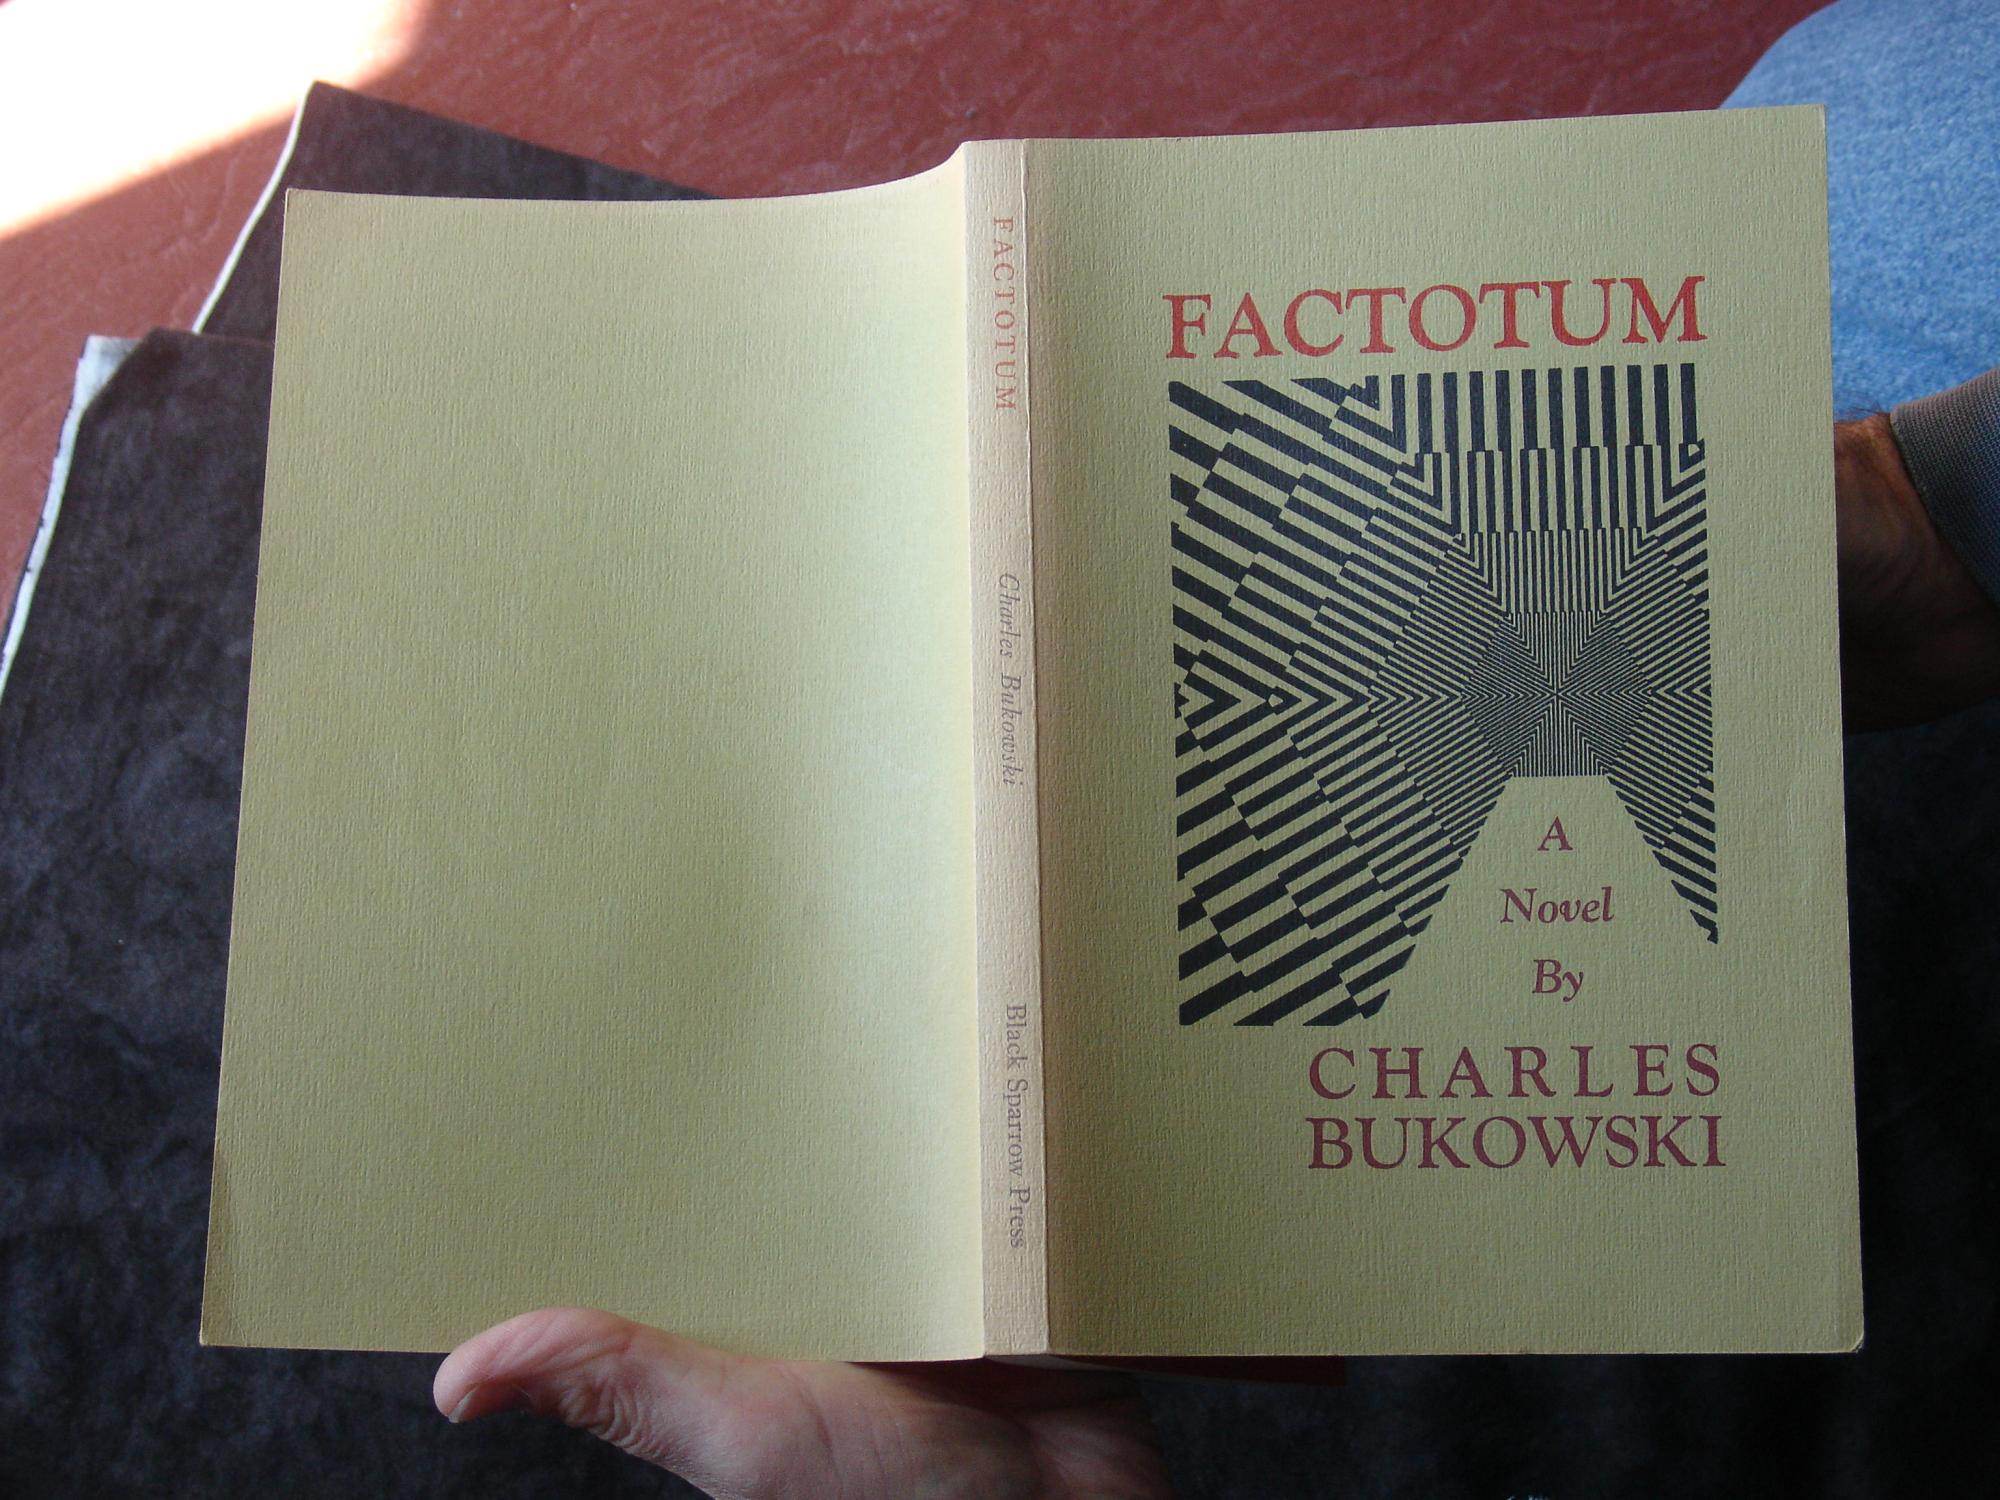 FACTOTUM
Charles Bukowski
Black Sparrow Press
FACTOTUM
A
Novel
By
CHARLES
BUKOWSKI